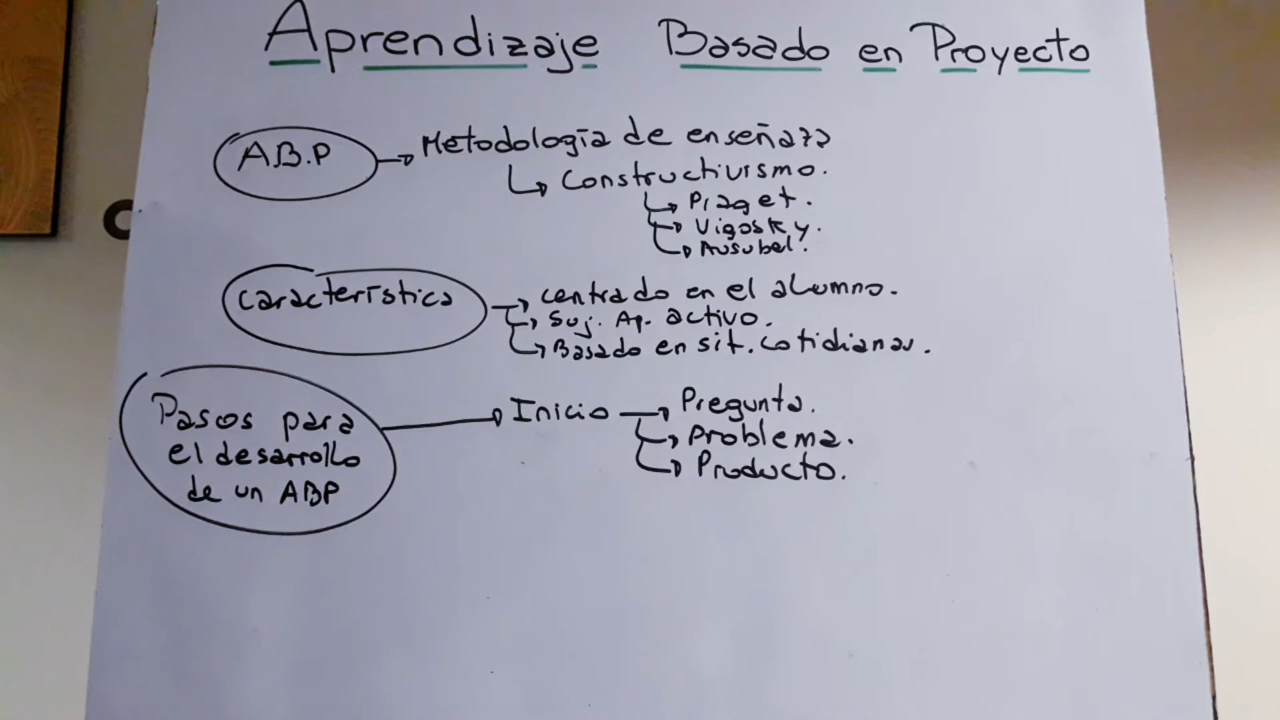 Aprendizaje Basado en Proyecto
A.B.P → Metodología de enseñazz
↳ Constructivismo.
↳ Piaget.
↳ Vigosky.
↳ Ausubel.
Característica → Centrado en el alumno.
↳ Suj. Ap. activo.
↳ Basado en sit. cotidianas.
Pasos para
el desarrollo
de un ABP
→ Inicio → Pregunta.
↳ Problema.
↳ Producto.